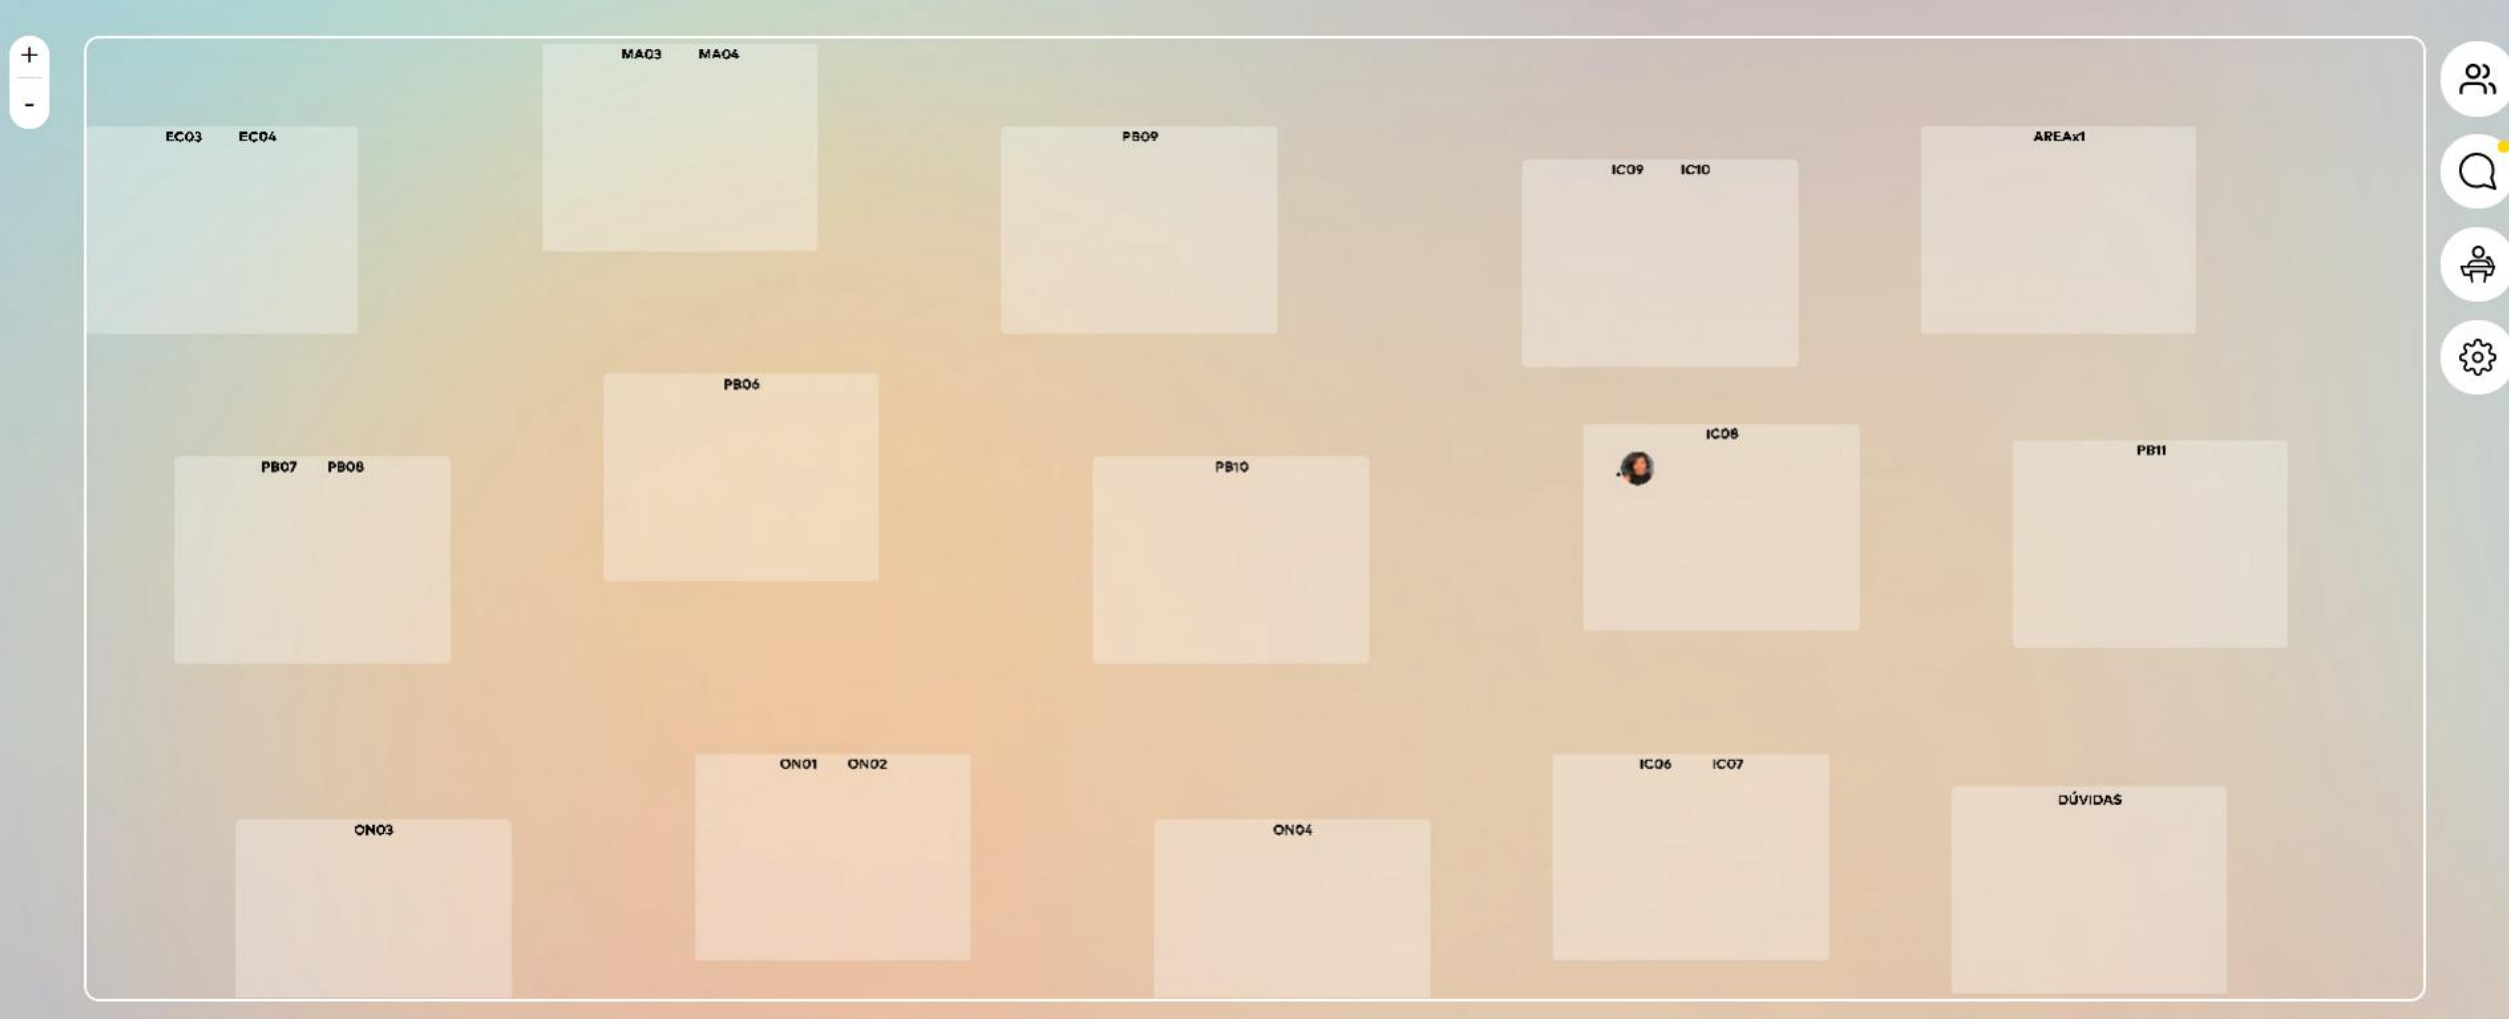 +
-
MA03 MA04
EC03 EC04
PB09
AREAx1
IC09 IC10
PB06
IC08
PB11
PB07 PB08
PB10
ON01 ON02
IC06 IC07
DÚVIDAS
ON03
ON04